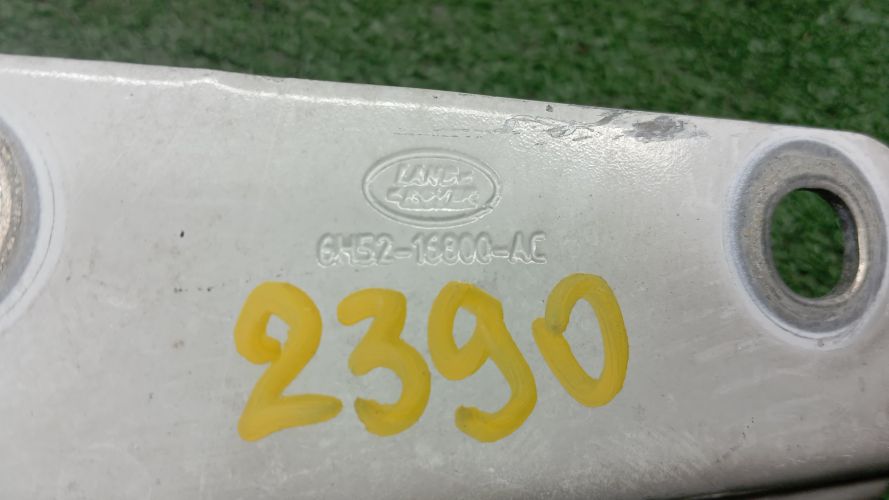 LAND-
ROVER
6H52-16800-AC
2390